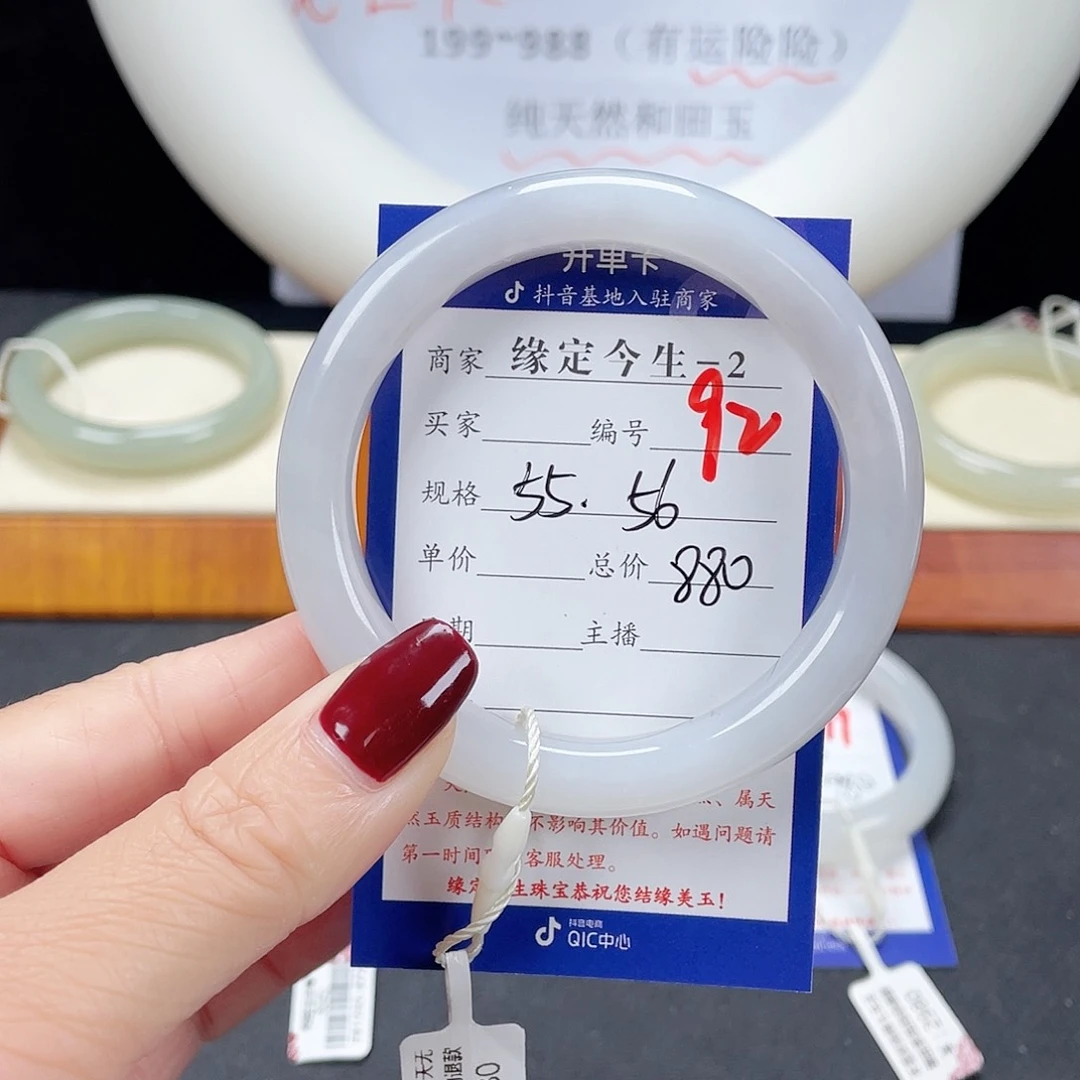 199~988（有运险险）
纯天然和田玉
开单卡
抖音基地入驻商家
商家 缘定今生-2
买家 编号 92
规格 55. 56
单价 总价 880
期 主播
属天
然玉质结构 不影响其价值。如遇问题请
第一时间 客服处理。
缘定 生珠宝恭祝您结缘美玉！
抖音电商
QIC中心